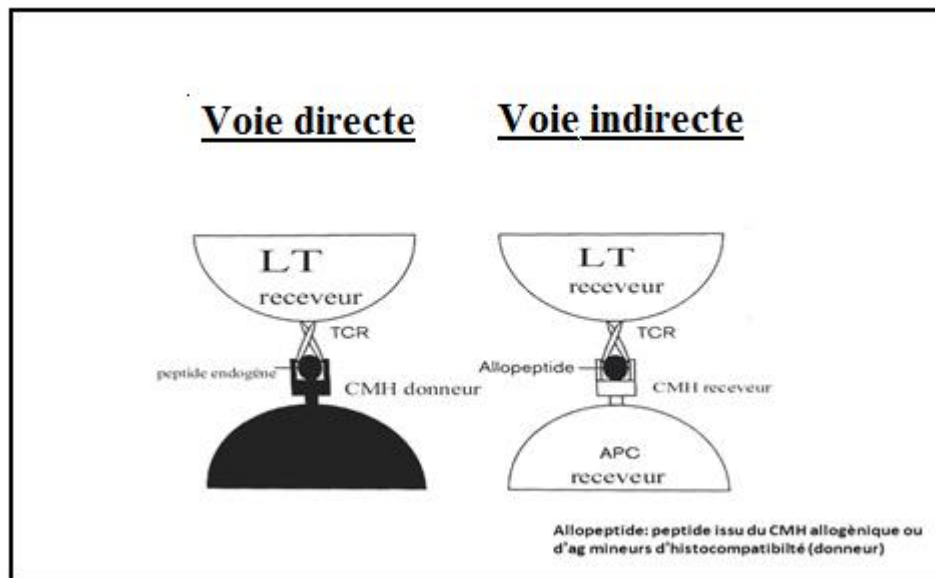 Voie directe
Voie indirecte
LT
receveur
TCR
peptide endogène
CMH donneur
LT
receveur
TCR
Allopeptide
CMH receveur
APC
receveur
Allopeptide: peptide issu du CMH allogènique ou
d'ag mineurs d'histocompatibilté (donneur)